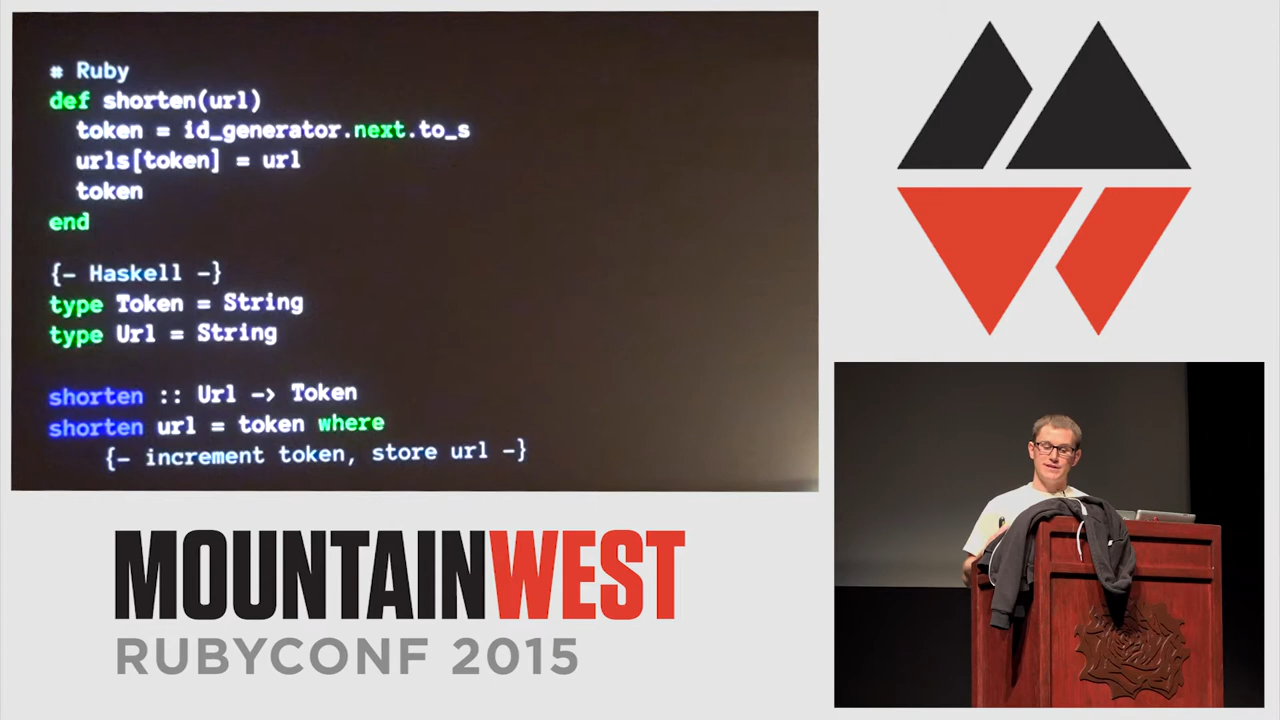 # Ruby
def shorten(url)
  token = id_generator.next.to_s
  urls[token] = url
  token
end
{- Haskell -}
type Token = String
type Url = String
shorten :: Url -> Token
shorten url = token where
    {- increment token, store url -}
MOUNTAINWEST
RUBYCONF 2015